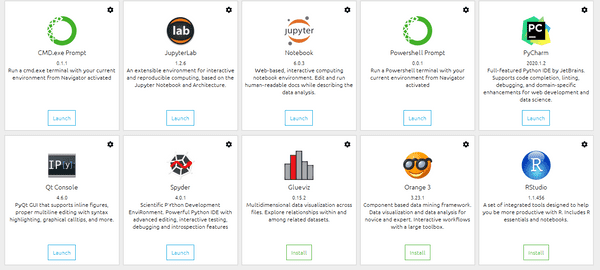 CMD.exe Prompt
0.1.1
Run a cmd.exe terminal with your current
environment from Navigator activated
Launch
lab
JupyterLab
1.2.6
An extensible environment for interactive
and reproducible computing, based on the
Jupyter Notebook and Architecture.
Launch
jupyter
Notebook
6.0.3
Web-based, interactive computing
notebook environment. Edit and run
human-readable docs while describing the
data analysis.
Launch
Powershell Prompt
0.0.1
Run a Powershell terminal with your
current environment from Navigator
activated
Launch
PC
PyCharm
2020.1.2
Full-featured Python IDE by JetBrains.
Supports code completion, linting,
debugging, and domain-specific
enhancements for web development and
data science.
Launch
IP[y]:
Qt Console
4.6.0
PyQt GUI that supports inline figures,
proper multiline editing with syntax
highlighting, graphical calltips, and more.
Launch
Spyder
4.0.1
Scientific PYthon Development
EnviRonment. Powerful Python IDE with
advanced editing, interactive testing,
debugging and introspection features
Launch
Glueviz
0.15.2
Multidimensional data visualization across
files. Explore relationships within and
among related datasets.
Install
Orange 3
3.23.1
Component based data mining framework.
Data visualization and data analysis for
novice and expert. Interactive workflows
with a large toolbox.
Install
R
RStudio
1.1.456
A set of integrated tools designed to help
you be more productive with R. Includes R
essentials and notebooks.
Install